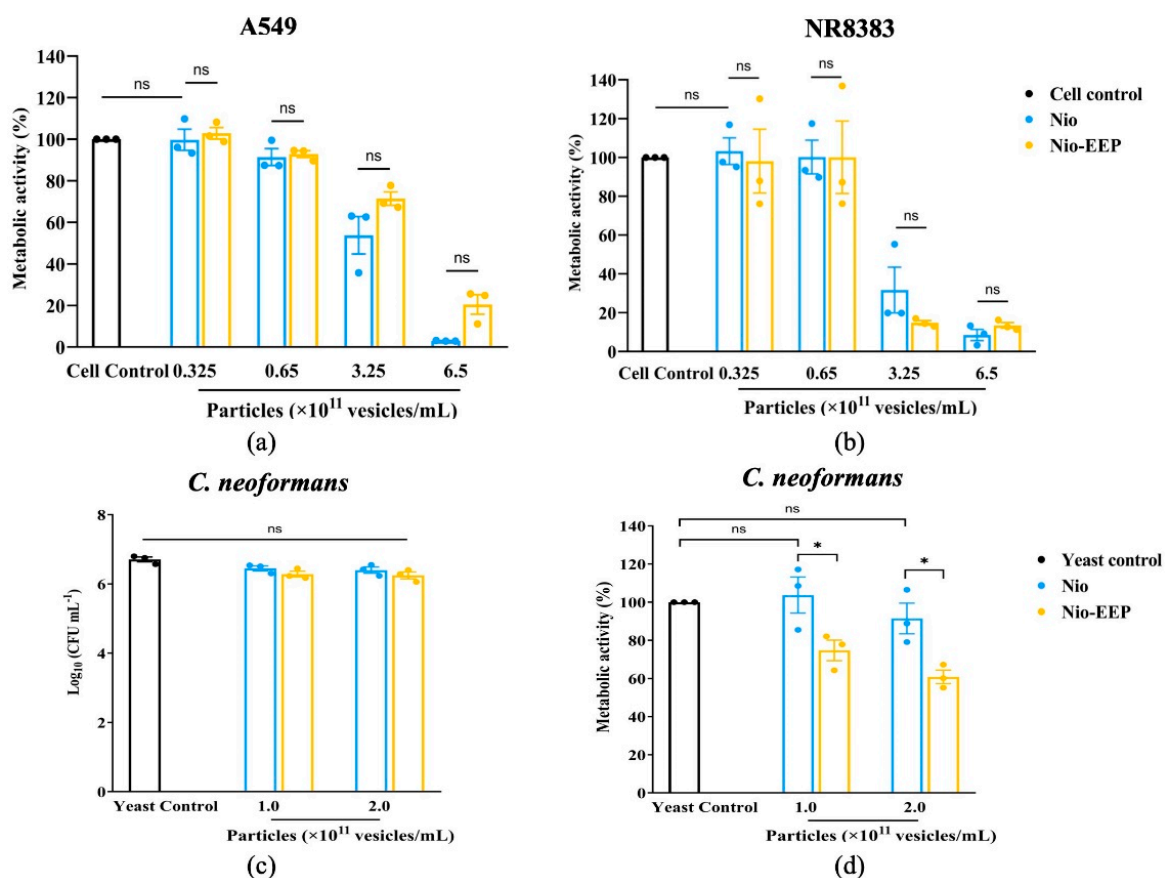 A549
Metabolic activity (%)
140
120
100
80
60
40
20
0
ns
ns
ns
ns
ns
Cell Control
0.325
0.65
3.25
6.5
Particles (×10¹¹ vesicles/mL)
(a)
NR8383
Metabolic activity (%)
140
120
100
80
60
40
20
0
ns
ns
ns
ns
ns
Cell Control
0.325
0.65
3.25
6.5
Particles (×10¹¹ vesicles/mL)
(b)
Cell control
Nio
Nio-EEP
C. neoformans
Log₁₀ (CFU mL⁻¹)
8
6
4
2
0
ns
Yeast Control
1.0
2.0
Particles (×10¹¹ vesicles/mL)
(c)
C. neoformans
Metabolic activity (%)
140
120
100
80
60
40
20
0
ns
ns
*
*
Yeast Control
1.0
2.0
Particles (×10¹¹ vesicles/mL)
(d)
Yeast control
Nio
Nio-EEP